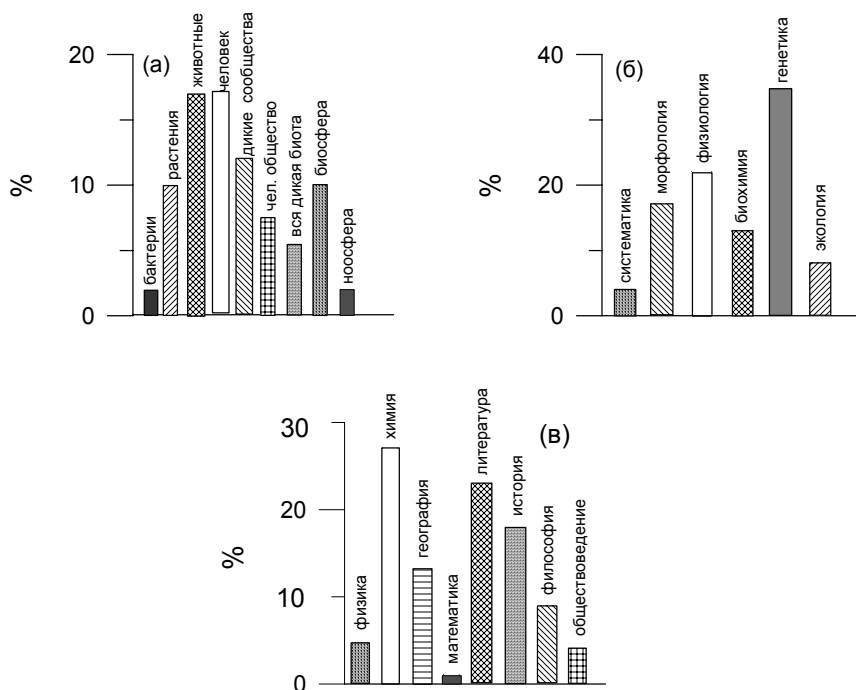 (а)
%
20
10
0
бактерии
растения
животные
человек
дикие сообщества
чел. общество
вся дикая биота
биосфера
ноосфера
(б)
%
40
20
0
систематика
морфология
физиология
биохимия
генетика
экология
(в)
%
30
20
10
0
физика
химия
география
математика
литература
история
философия
обществоведение